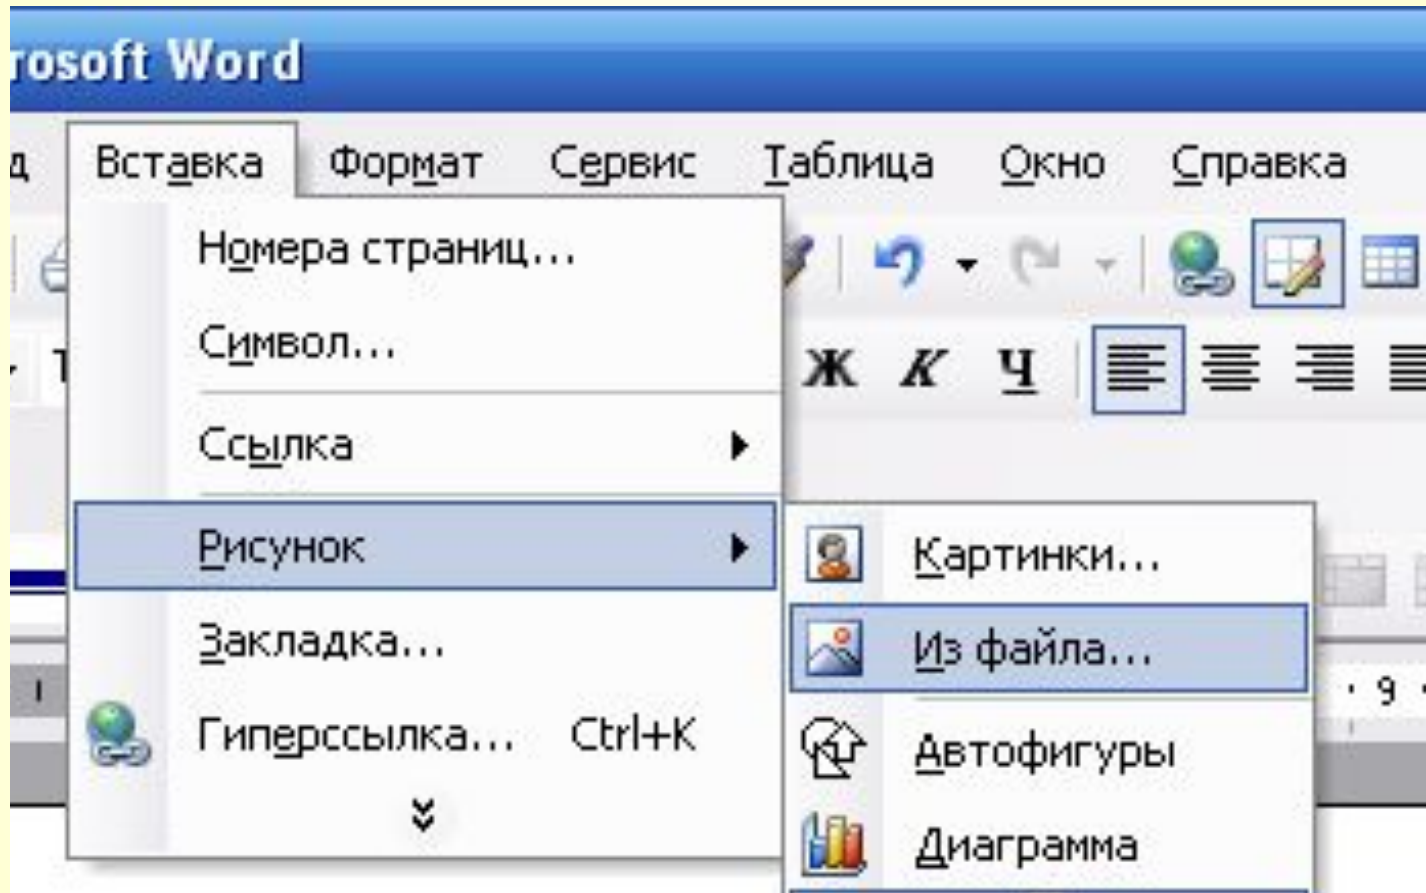 rosoft Word
д Вставка Формат Сервис Таблица Окно Справка
Номера страниц...
Символ...
Ж К Ч
Ссылка
Рисунок
Картинки...
Закладка...
Из файла...
9
Гиперссылка... Ctrl+K
Автофигуры
Диаграмма